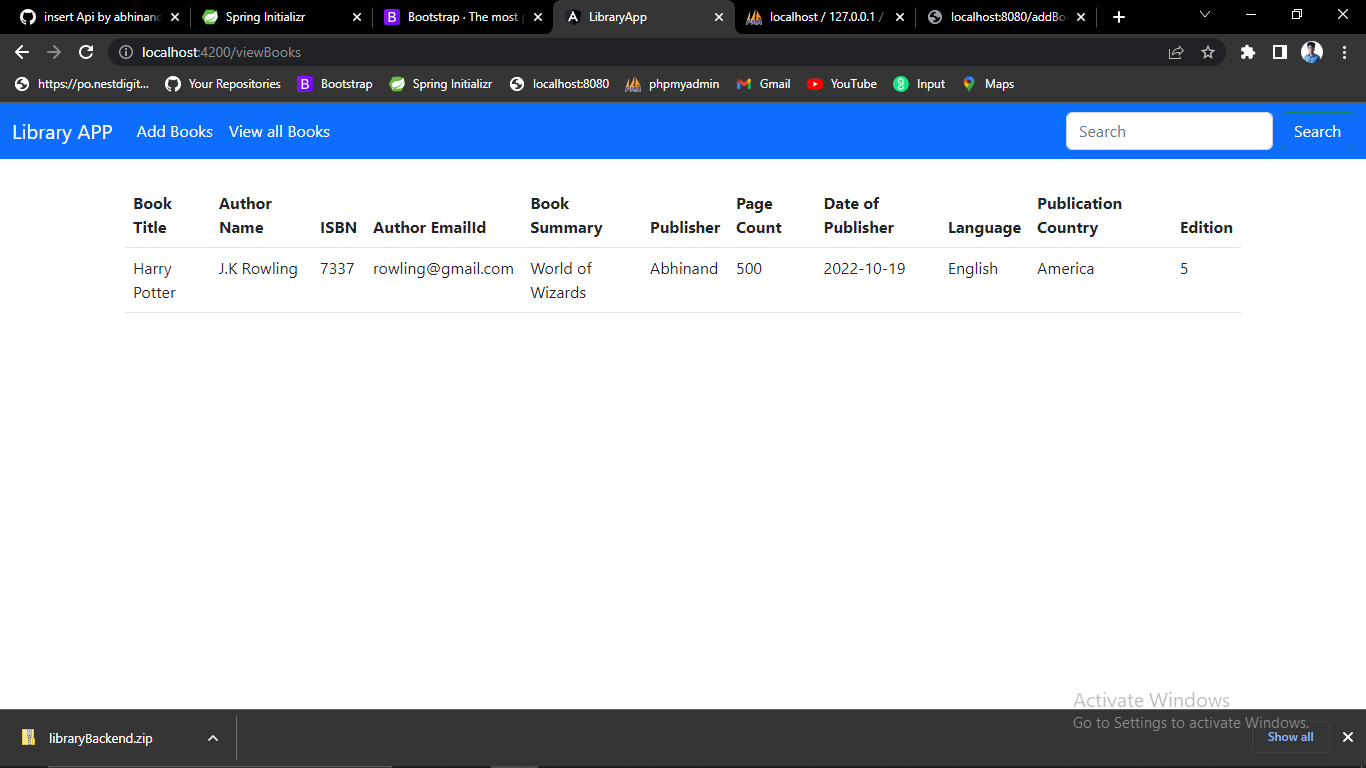 insert Api by abhinand
Spring Initializr
Bootstrap · The most p
LibraryApp
localhost / 127.0.0.1 /
localhost:8080/addBo
localhost:4200/viewBooks
https://po.nestdigit... Your Repositories B Bootstrap Spring Initializr localhost:8080 phpmyadmin Gmail YouTube Input Maps
Library APP Add Books View all Books Search Search
Book Title
Author Name
ISBN
Author EmailId
Book Summary
Publisher
Page Count
Date of Publisher
Language
Publication Country
Edition
Harry Potter
J.K Rowling
7337
rowling@gmail.com
World of Wizards
Abhinand
500
2022-10-19
English
America
5
Activate Windows
Go to Settings to activate Windows.
libraryBackend.zip
Show all